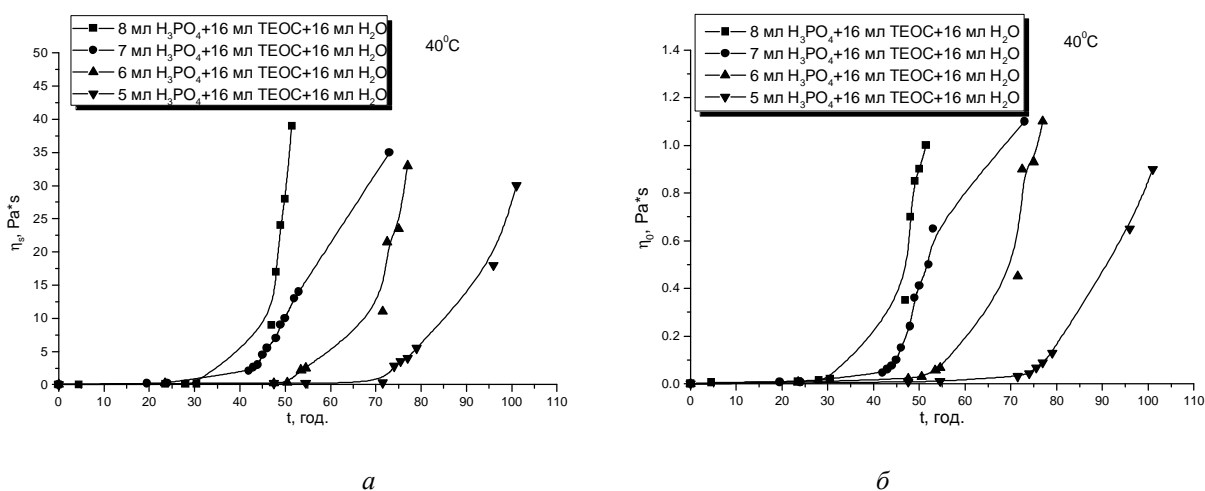 8 мл H₃PO₄+16 мл ТЕОС+16 мл H₂O
7 мл H₃PO₄+16 мл ТЕОС+16 мл H₂O
6 мл H₃PO₄+16 мл ТЕОС+16 мл H₂O
5 мл H₃PO₄+16 мл ТЕОС+16 мл H₂O
40⁰C
50
45
40
35
30
25
20
15
10
5
0
ηₛ, Pa*s
0 10 20 30 40 50 60 70 80 90 100 110
t, год.
а
8 мл H₃PO₄+16 мл ТЕОС+16 мл H₂O
7 мл H₃PO₄+16 мл ТЕОС+16 мл H₂O
6 мл H₃PO₄+16 мл ТЕОС+16 мл H₂O
5 мл H₃PO₄+16 мл ТЕОС+16 мл H₂O
40⁰C
1.4
1.2
1.0
0.8
0.6
0.4
0.2
0.0
η₀, Pa*s
0 10 20 30 40 50 60 70 80 90 100 110
t, год.
б